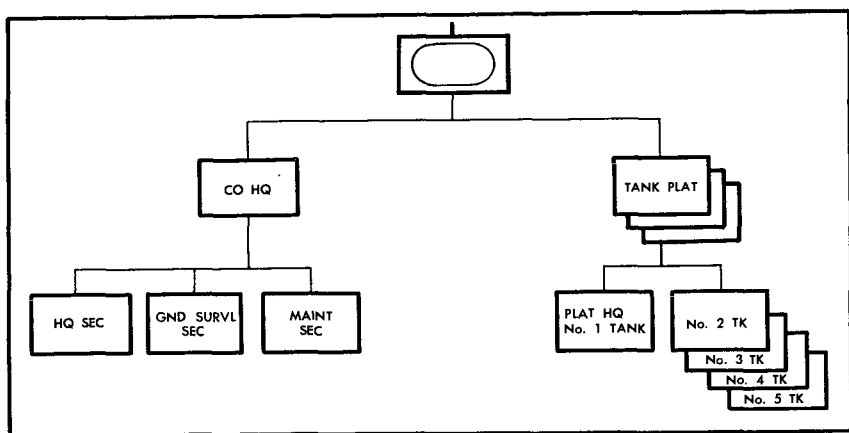 CO HQ
TANK PLAT
HQ SEC
GND SURVL
SEC
MAINT
SEC
PLAT HQ
No. 1 TANK
No. 2 TK
No. 3 TK
No. 4 TK
No. 5 TK